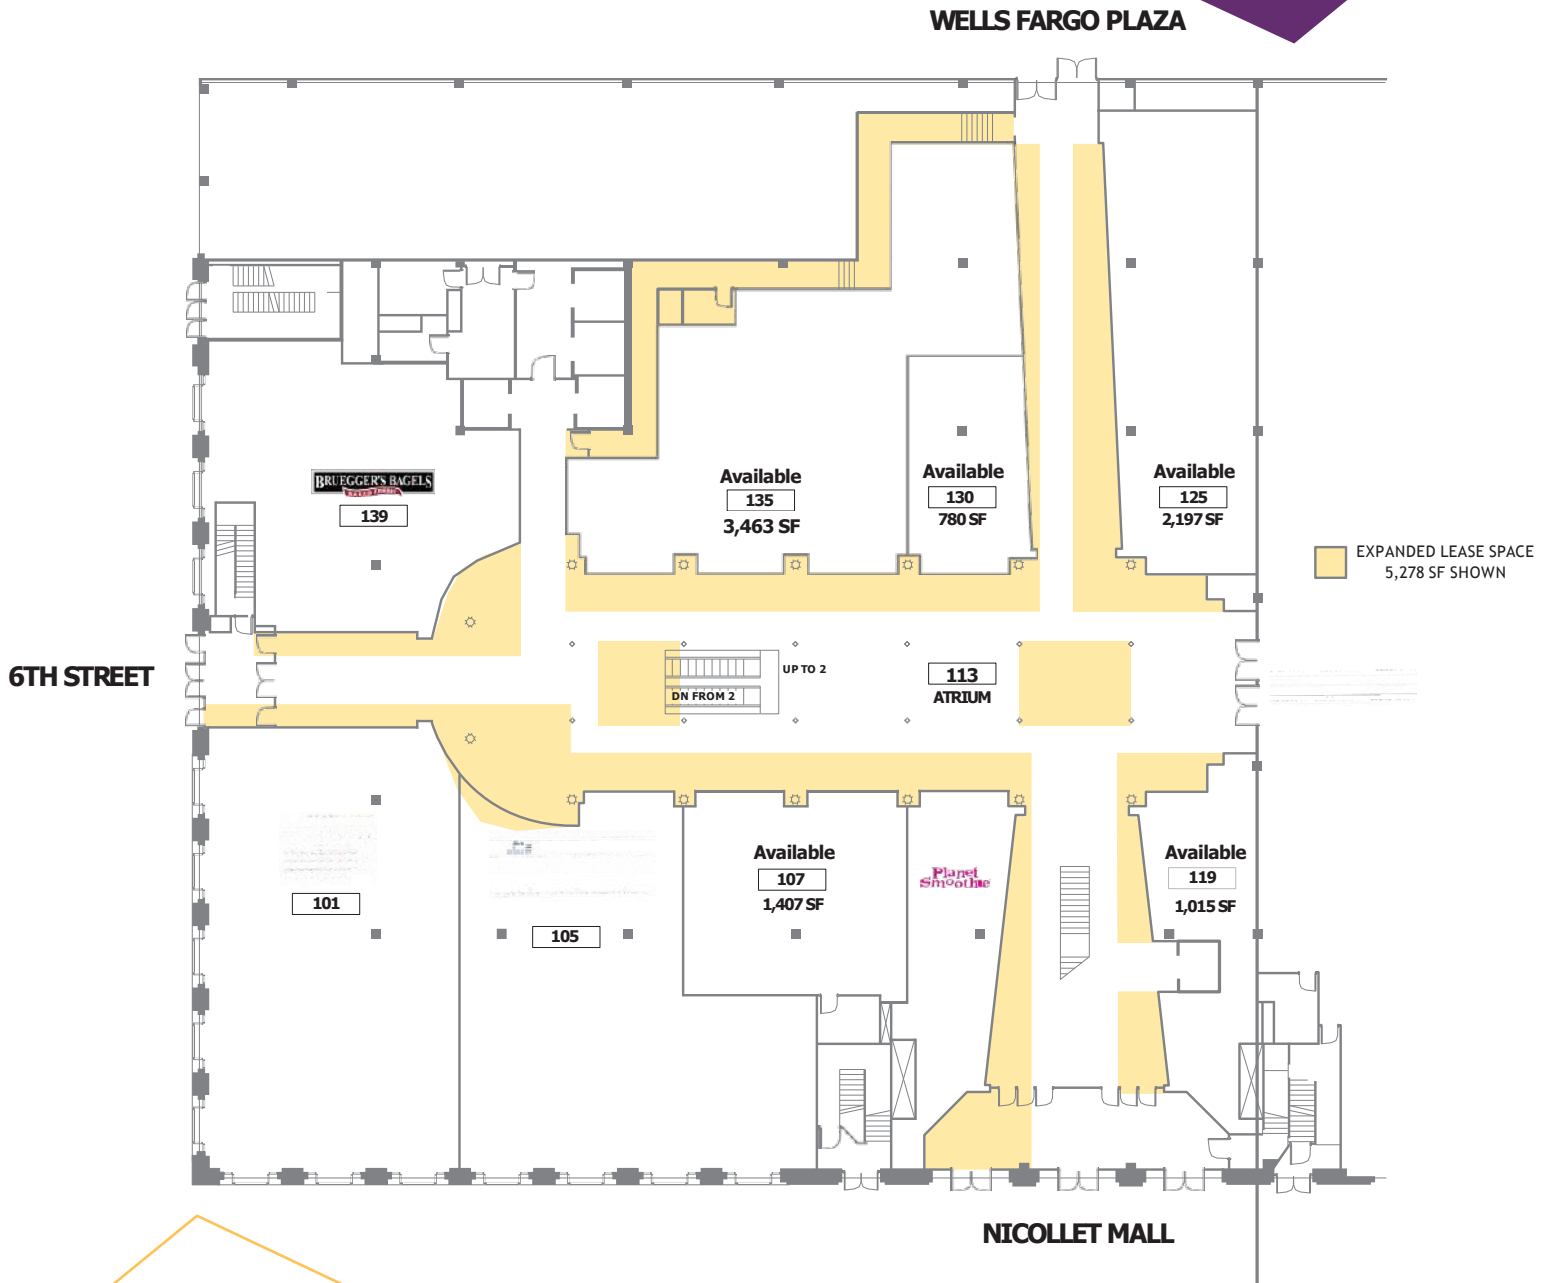 WELLS FARGO PLAZA
BRUEGGER'S BAGELS
139
Available
135
3,463 SF
Available
130
780 SF
Available
125
2,197 SF
EXPANDED LEASE SPACE
5,278 SF SHOWN
6TH STREET
UP TO 2
DN FROM 2
113
ATRIUM
101
105
Available
107
1,407 SF
Planet
Smoothie
Available
119
1,015 SF
NICOLLET MALL